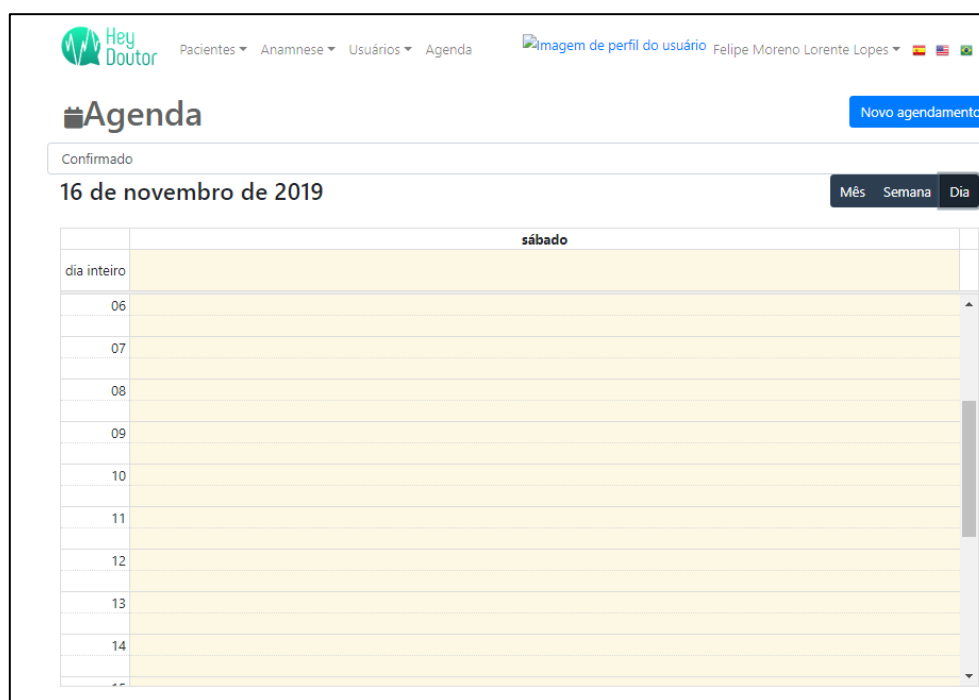 Hey
Doutor
Pacientes Anamnese Usuários Agenda Imagem de perfil do usuário Felipe Moreno Lorente Lopes
Agenda
Novo agendamento
Confirmado
16 de novembro de 2019
Mês Semana Dia
sábado
dia inteiro
06
07
08
09
10
11
12
13
14